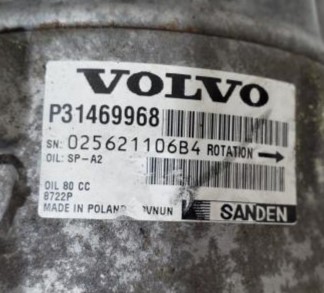 VOLVO
P31469968
SN: 025621106B4 ROTATION
OIL: SP-A2
OIL 80 CC
8722P
MADE IN POLAND
SANDEN